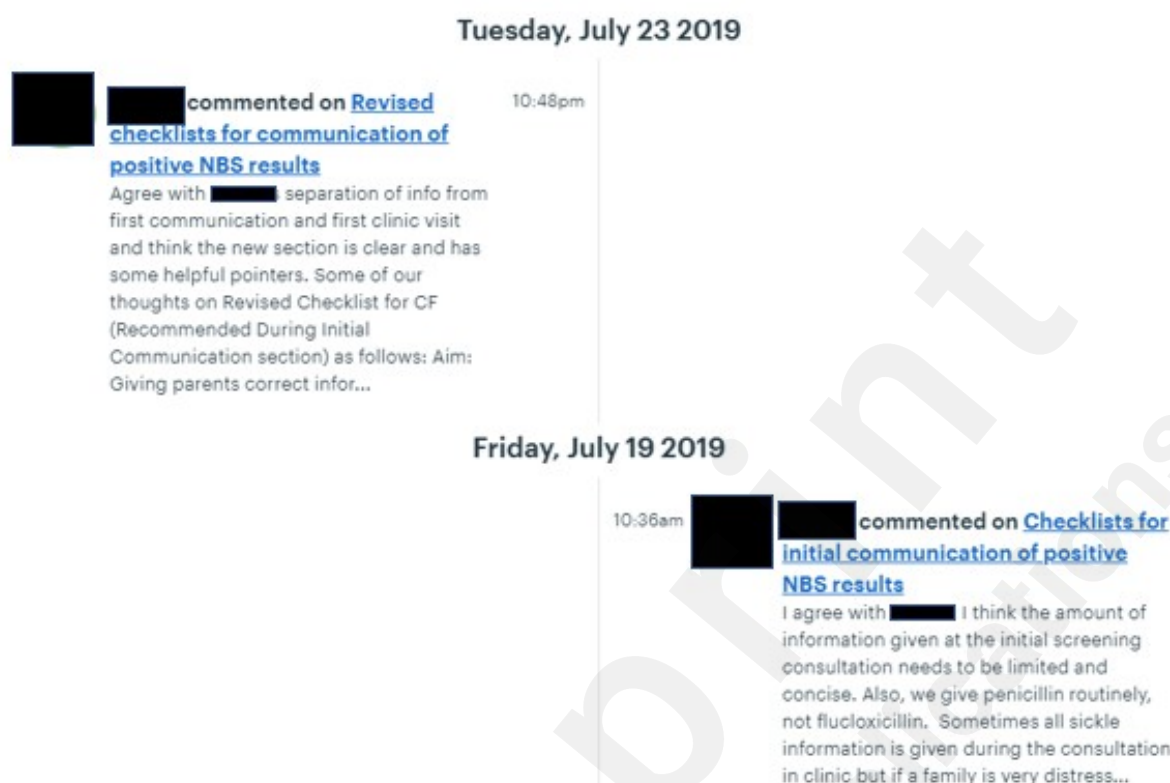 Tuesday, July 23 2019
commented on Revised
10:48pm
checklists for communication of
positive NBS results
Agree with separation of info from
first communication and first clinic visit
and think the new section is clear and has
some helpful pointers. Some of our
thoughts on Revised Checklist for CF
(Recommended During Initial
Communication section) as follows: Aim:
Giving parents correct infor...
Friday, July 19 2019
10:36am
commented on Checklists for
initial communication of positive
NBS results
I agree with I think the amount of
information given at the initial screening
consultation needs to be limited and
concise. Also, we give penicillin routinely,
not flucloxicillin. Sometimes all sickle
information is given during the consultation
in clinic but if a family is very distress...